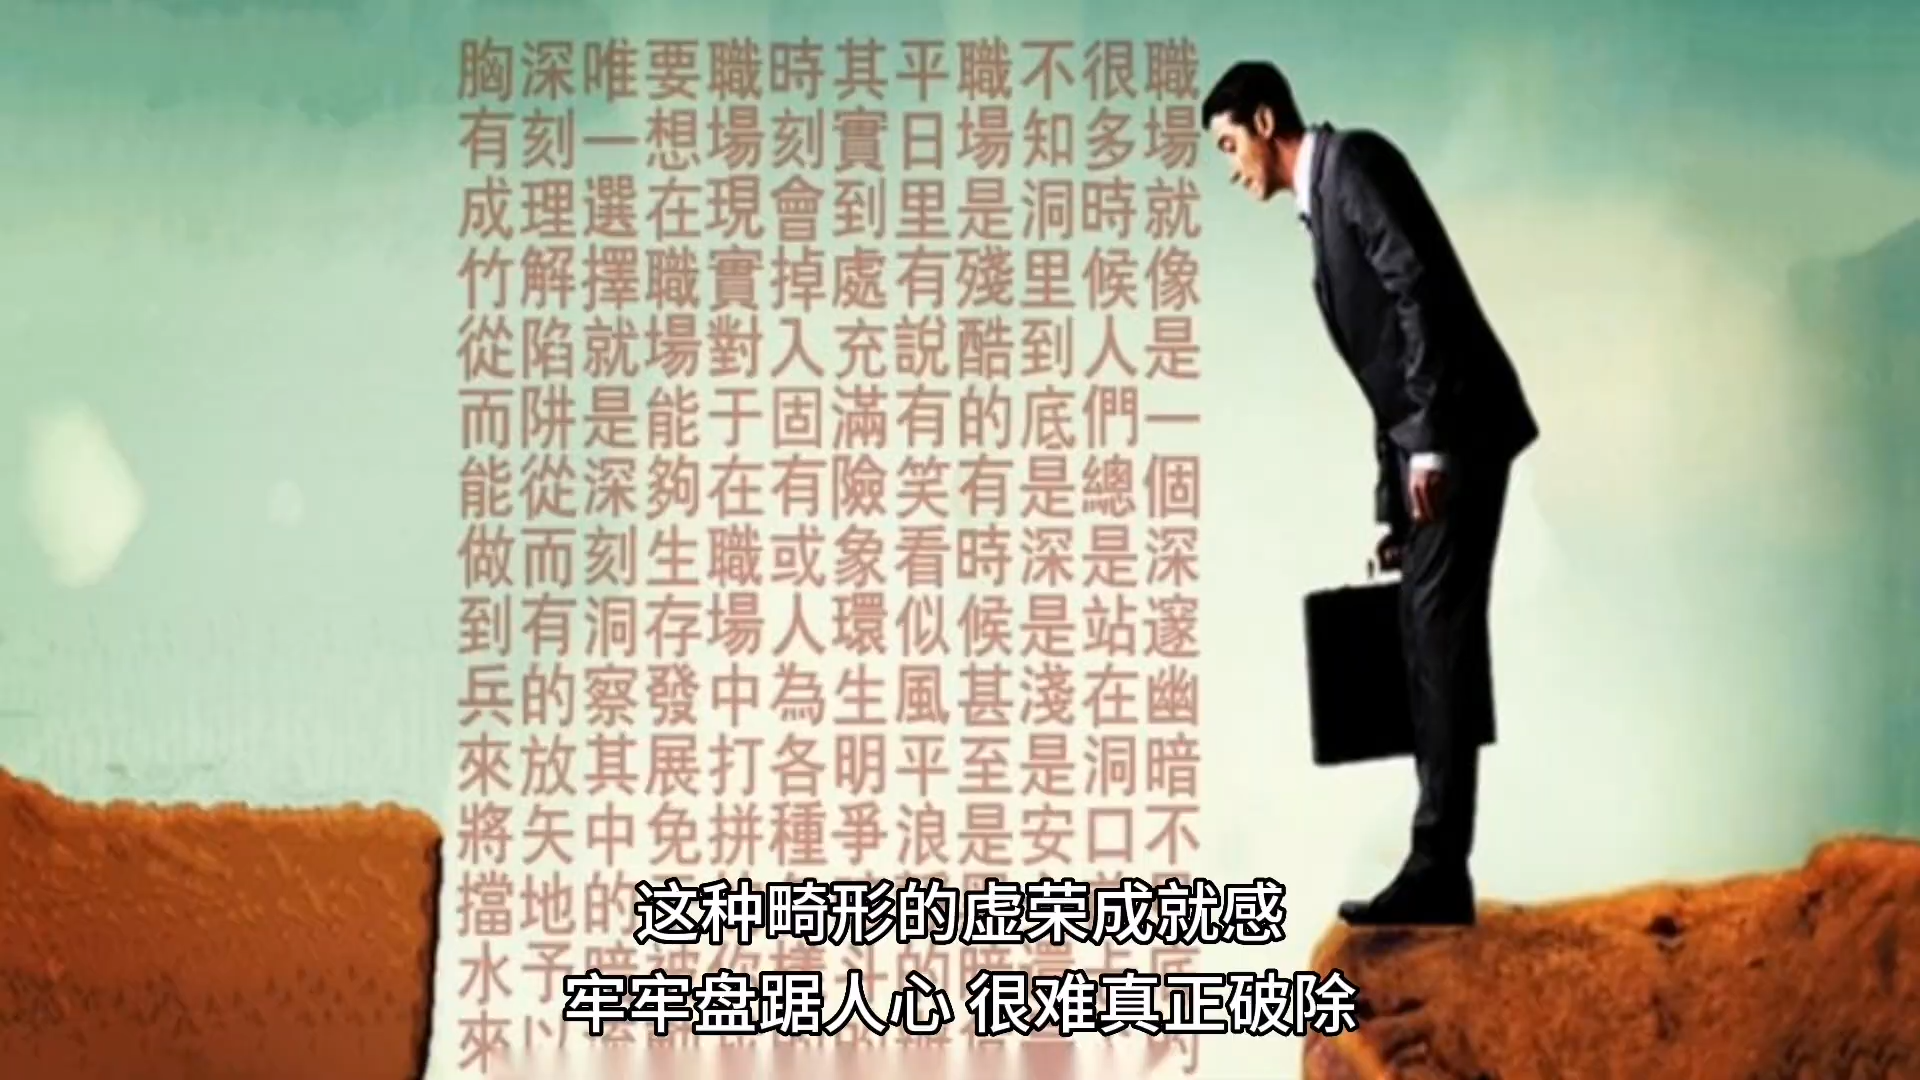 職場就像是一個深邃幽暗不
很多時候人們總是站在洞口
不知洞里到底是深是淺是安
職場是殘酷的有時候甚至是
平日里有說有笑看似風平浪
其實到處充滿險象環生明爭
時刻會掉入固有或人為各種
職場現實對于在職場中打拼
要想在職場能夠生存發展免
唯一選擇就是深刻洞察其中的
深刻理解陷阱從而有的放矢地予以
胸有成竹從而能做到兵來將擋水來
这种畸形的虚荣成就感
牢牢盘踞人心 很难真正破除